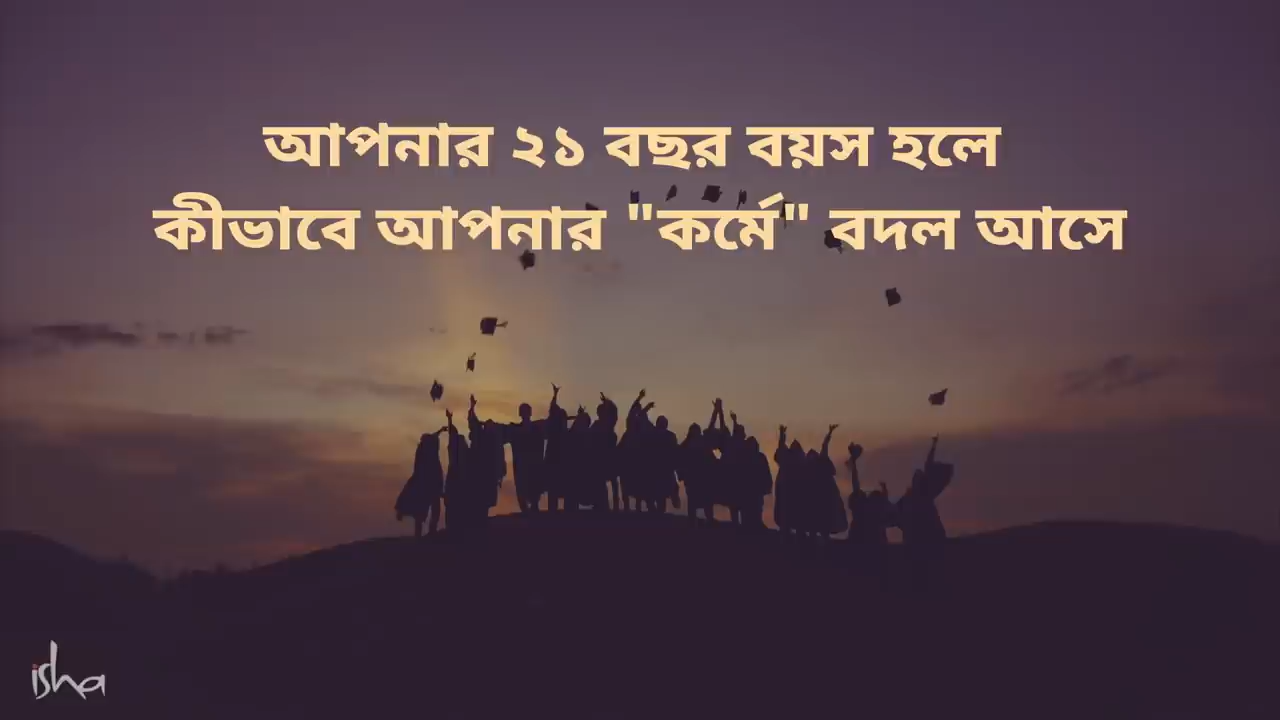 আপনার ২১ বছর বয়স হলে
কীভাবে আপনার "কর্মে" বদল আসে
isha